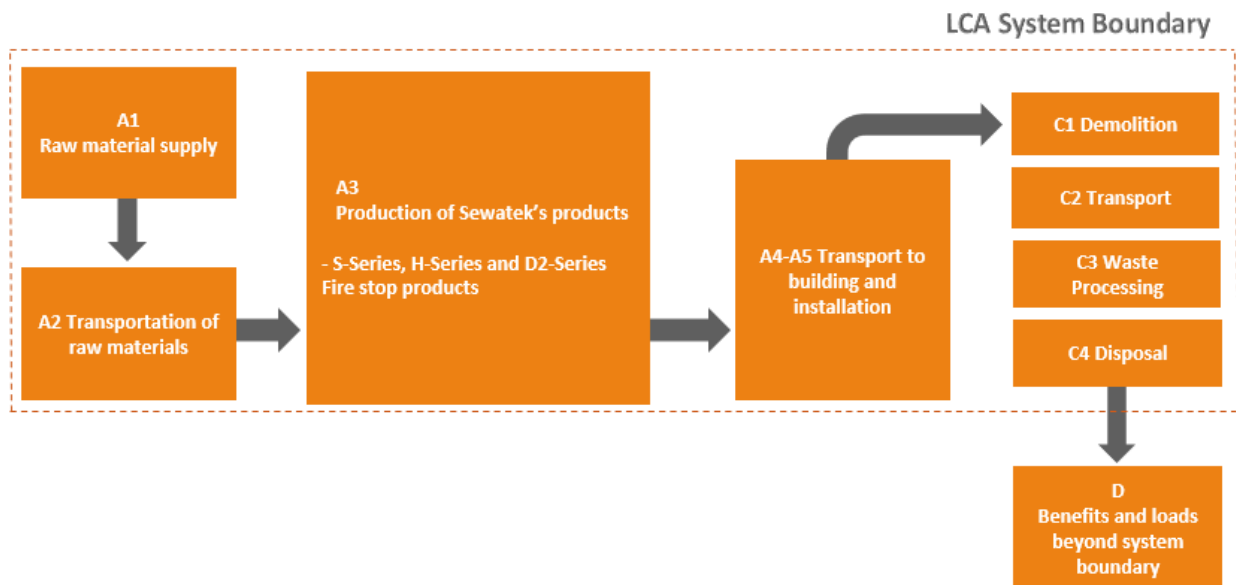 LCA System Boundary
A1
Raw material supply
A2 Transportation of
raw materials
A3
Production of Sewatek's products
- S-Series, H-Series and D2-Series
Fire stop products
A4-A5 Transport to
building and
installation
C1 Demolition
C2 Transport
C3 Waste
Processing
C4 Disposal
D
Benefits and loads
beyond system
boundary